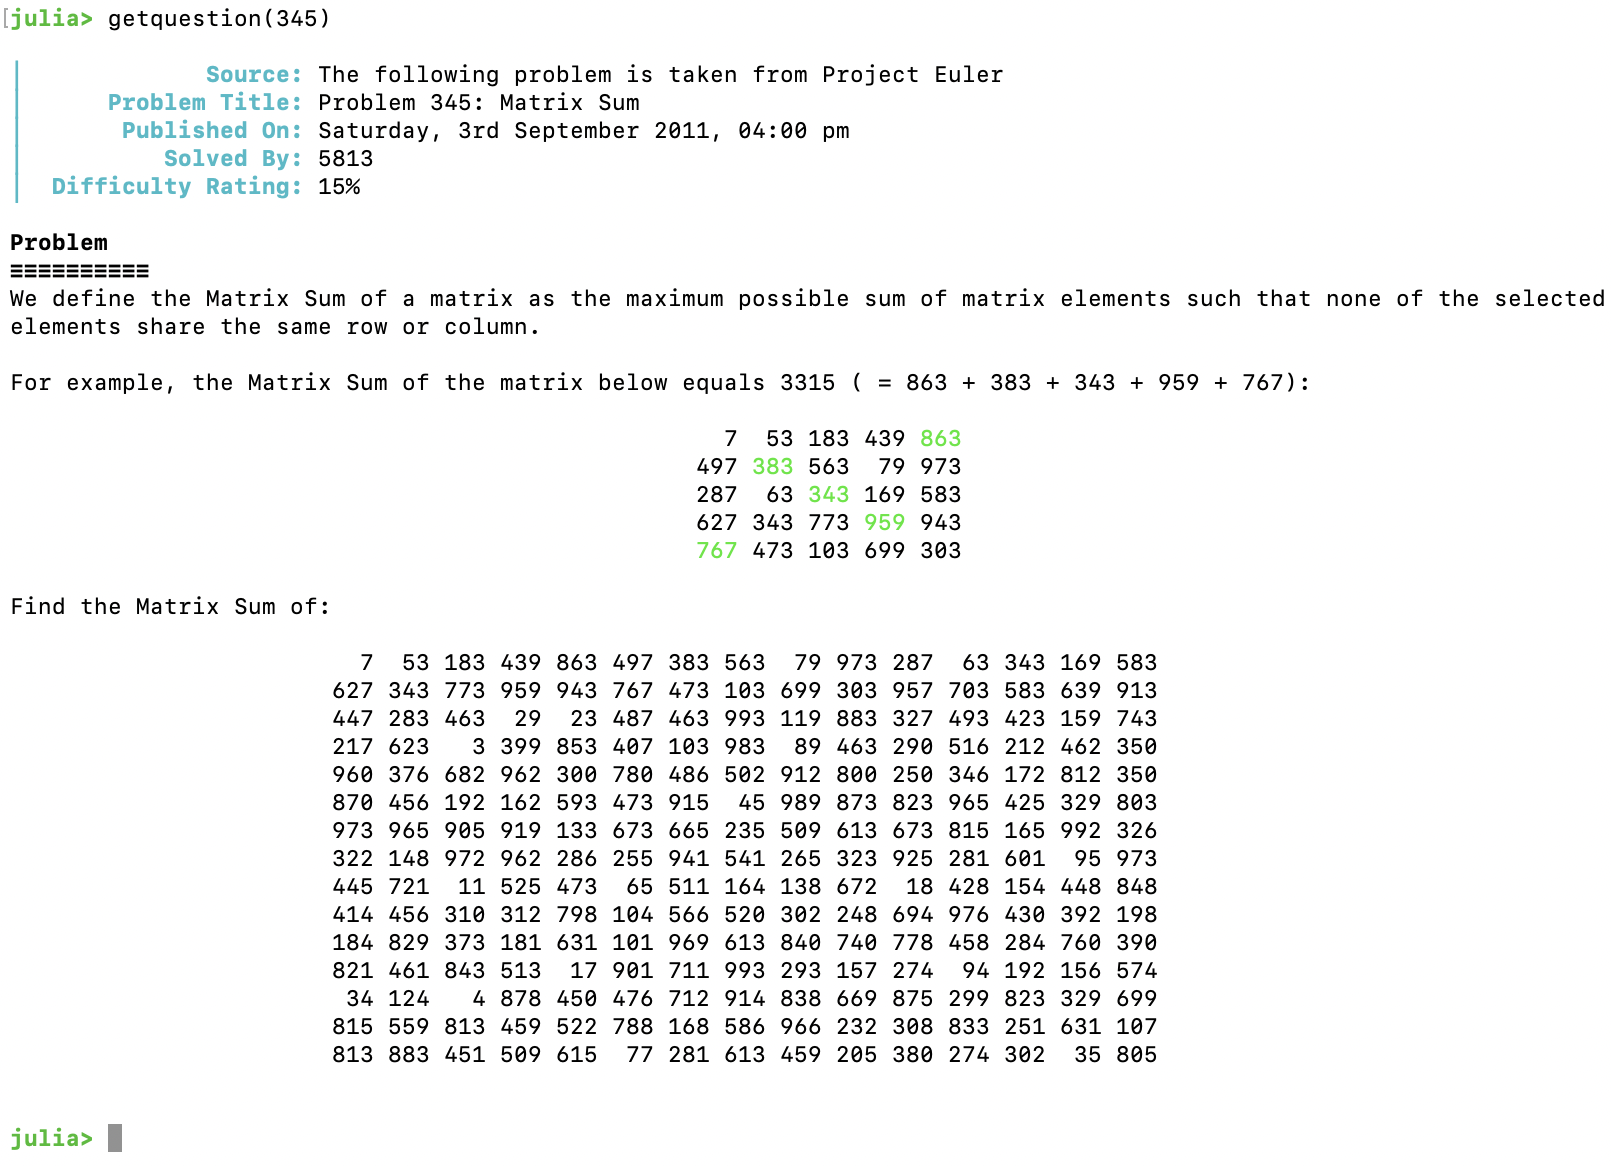 [julia> getquestion(345)
Source: The following problem is taken from Project Euler
Problem Title: Problem 345: Matrix Sum
Published On: Saturday, 3rd September 2011, 04:00 pm
Solved By: 5813
Difficulty Rating: 15%
Problem
≡≡≡≡≡≡≡≡≡≡
We define the Matrix Sum of a matrix as the maximum possible sum of matrix elements such that none of the selected
elements share the same row or column.
For example, the Matrix Sum of the matrix below equals 3315 ( = 863 + 383 + 343 + 959 + 767):
7 53 183 439 863
497 383 563 79 973
287 63 343 169 583
627 343 773 959 943
767 473 103 699 303
Find the Matrix Sum of:
7 53 183 439 863 497 383 563 79 973 287 63 343 169 583
627 343 773 959 943 767 473 103 699 303 957 703 583 639 913
447 283 463 29 23 487 463 993 119 883 327 493 423 159 743
217 623 3 399 853 407 103 983 89 463 290 516 212 462 350
960 376 682 962 300 780 486 502 912 800 250 346 172 812 350
870 456 192 162 593 473 915 45 989 873 823 965 425 329 803
973 965 905 919 133 673 665 235 509 613 673 815 165 992 326
322 148 972 962 286 255 941 541 265 323 925 281 601 95 973
445 721 11 525 473 65 511 164 138 672 18 428 154 448 848
414 456 310 312 798 104 566 520 302 248 694 976 430 392 198
184 829 373 181 631 101 969 613 840 740 778 458 284 760 390
821 461 843 513 17 901 711 993 293 157 274 94 192 156 574
34 124 4 878 450 476 712 914 838 669 875 299 823 329 699
815 559 813 459 522 788 168 586 966 232 308 833 251 631 107
813 883 451 509 615 77 281 613 459 205 380 274 302 35 805
julia>